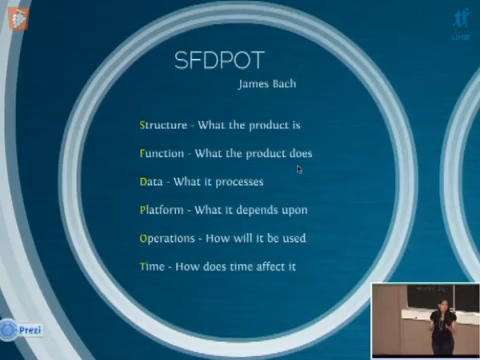 SFDPOT
James Bach
Structure - What the product is
Function - What the product does
Data - What it processes
Platform - What it depends upon
Operations - How will it be used
Time - How does time affect it
Prezi